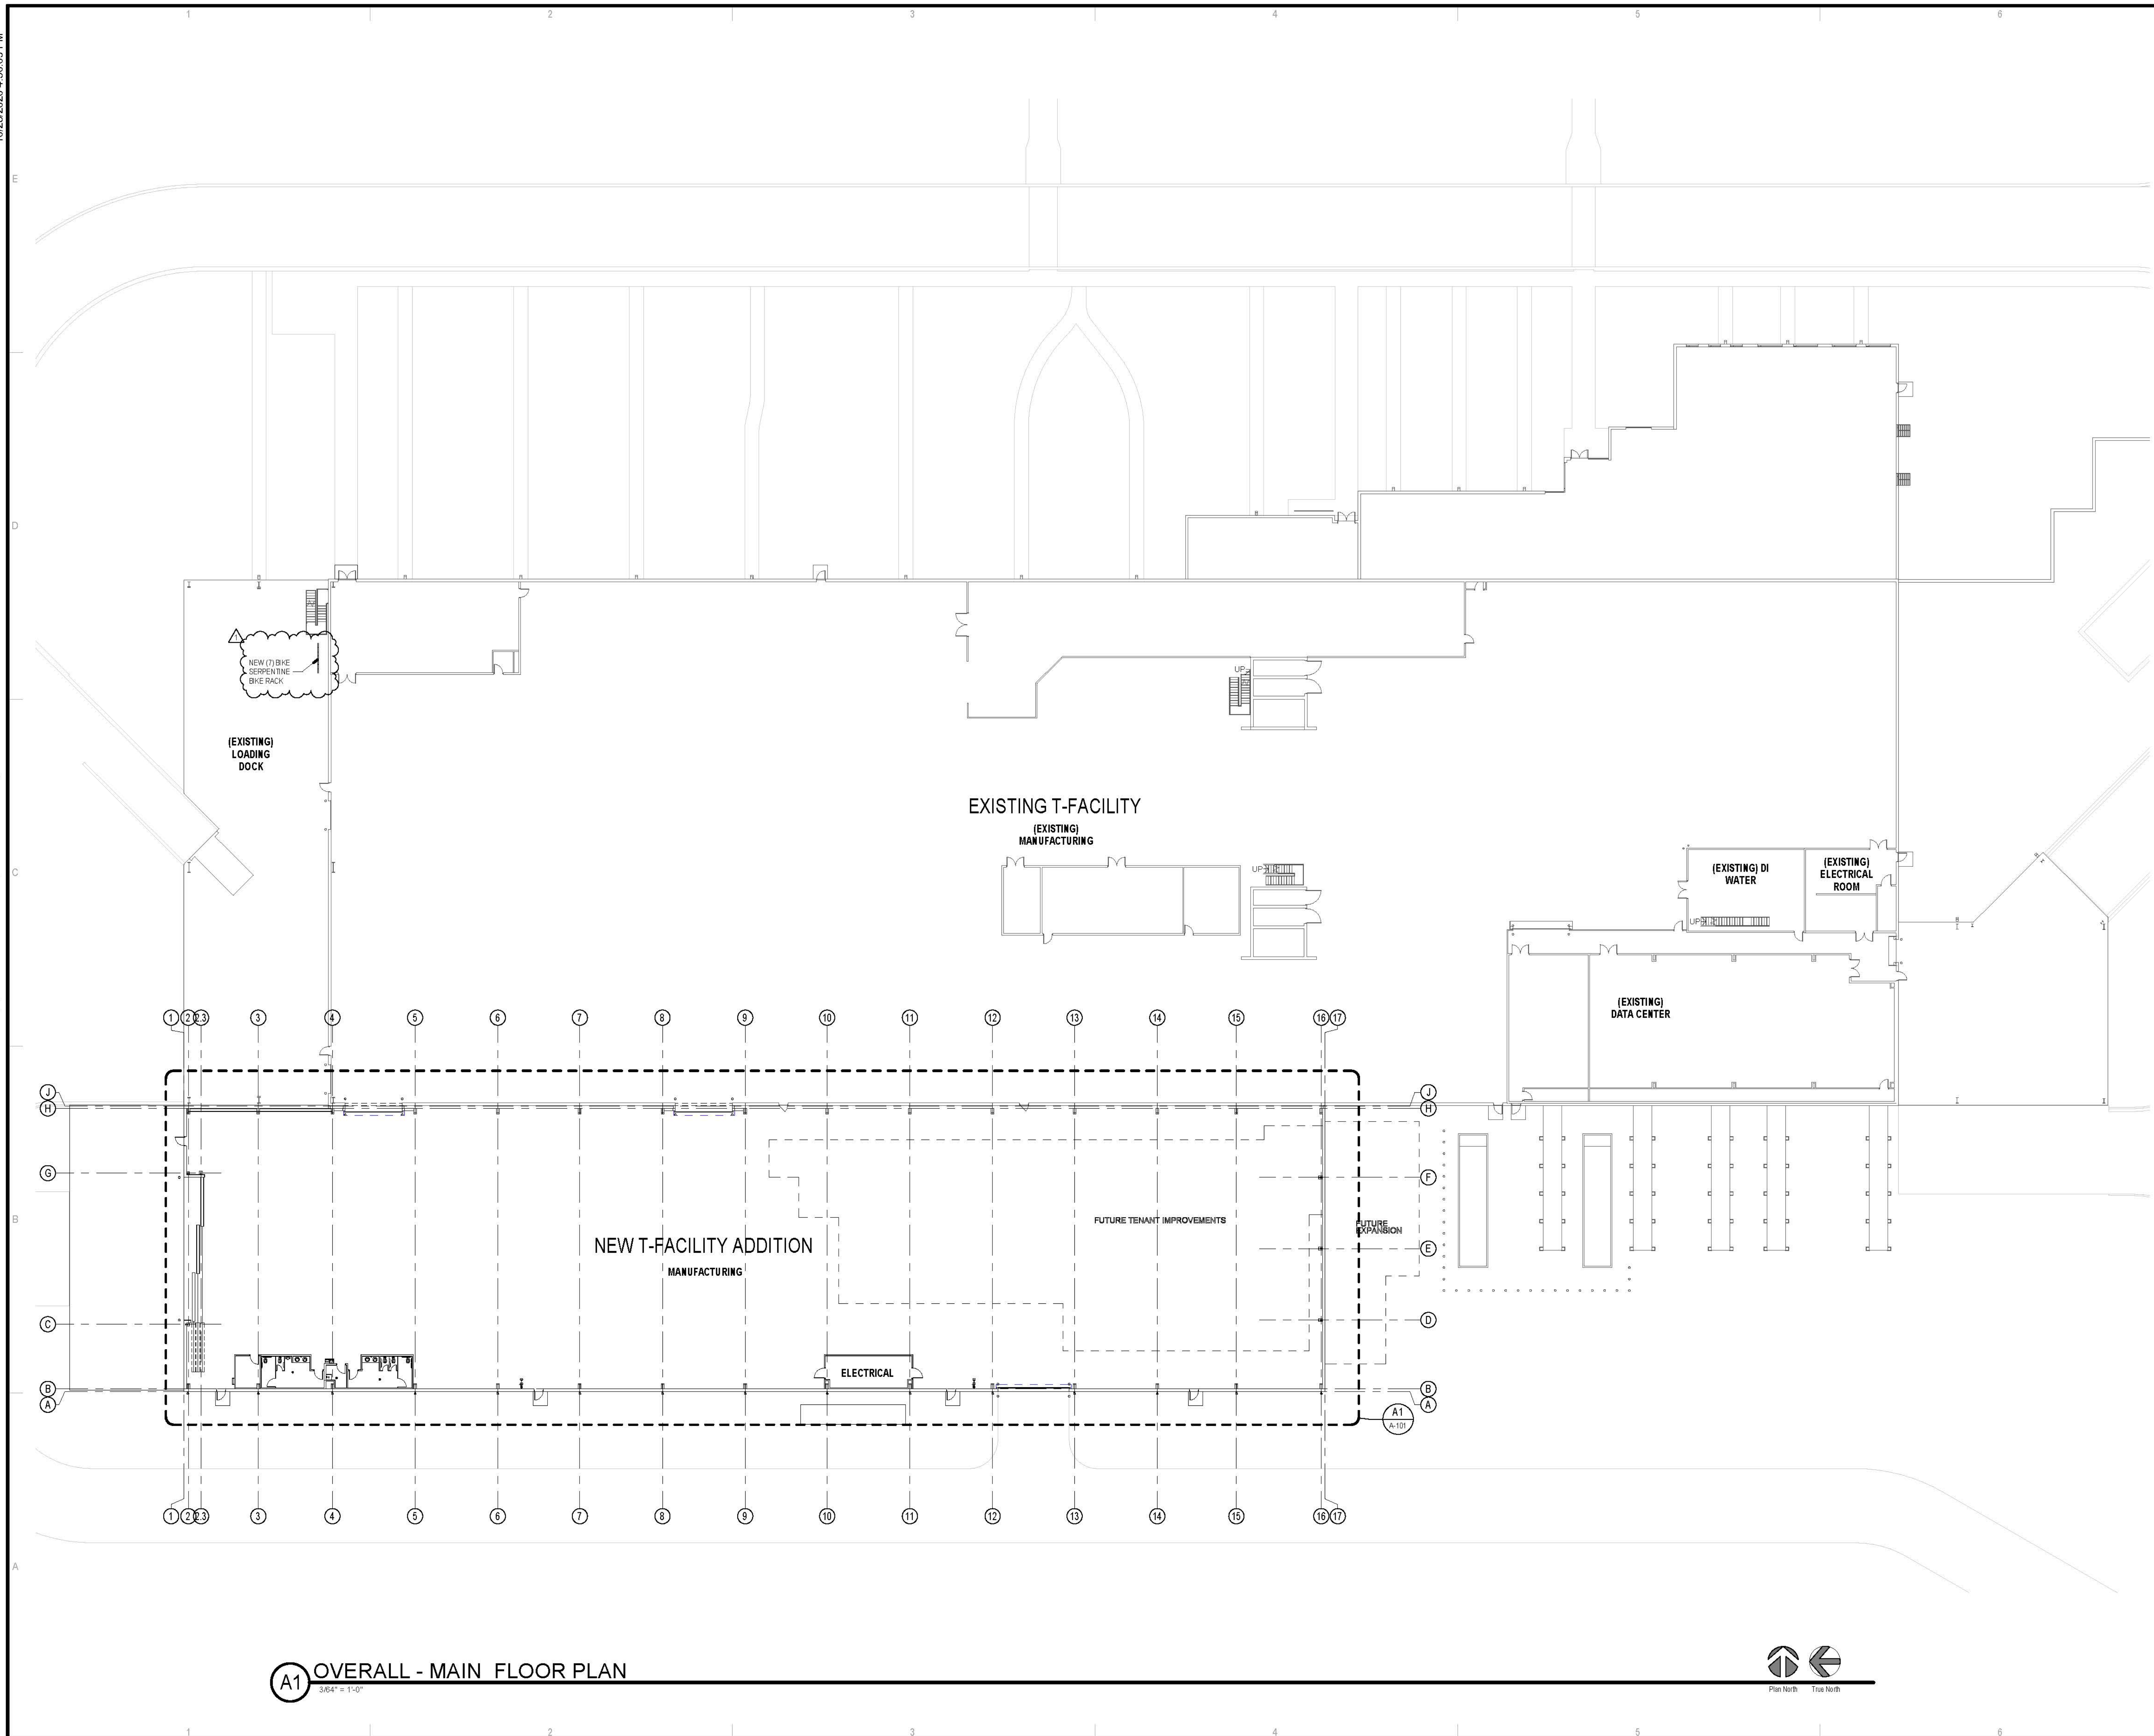 1 2 3 4 5 6
E
1
NEW (7) BIKE
SERPENTINE
BIKE RACK
D
UP
(EXISTING)
LOADING
DOCK
EXISTING T-FACILITY
(EXISTING)
MANUFACTURING
UP
C
(EXISTING) DI
WATER
(EXISTING)
ELECTRICAL
ROOM
UP
(EXISTING)
DATA CENTER
1 2 2.3 3 4 5 6 7 8 9 10 11 12 13 14 15 16 17
J J
H H
G F
B
FUTURE TENANT IMPROVEMENTS
FUTURE
EXPANSION
NEW T-FACILITY ADDITION
E
MANUFACTURING
C D
ELECTRICAL
B B
A A
A1
A-101
1 2 2.3 3 4 5 6 7 8 9 10 11 12 13 14 15 16 17
A
A1
OVERALL - MAIN FLOOR PLAN
3/64" = 1'-0"
Plan North
True North
1 2 3 4 5 6